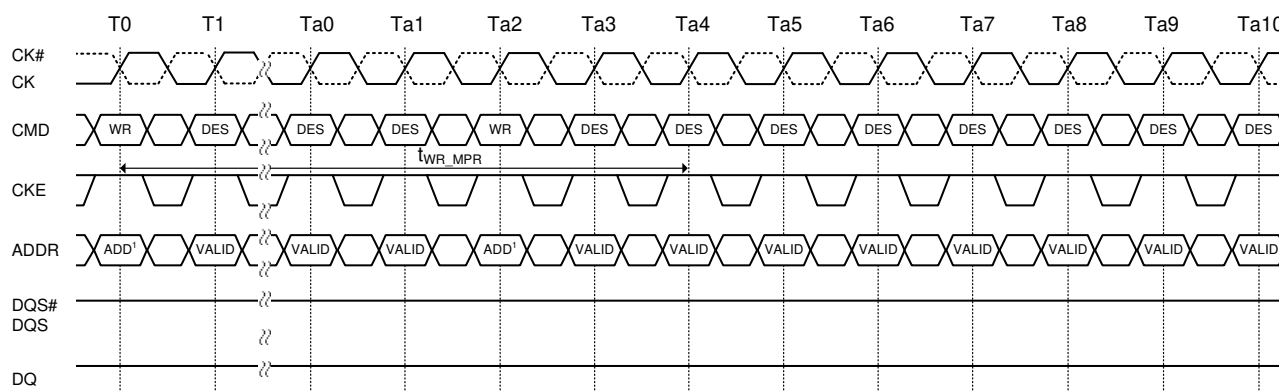 T0 T1 Ta0 Ta1 Ta2 Ta3 Ta4 Ta5 Ta6 Ta7 Ta8 Ta9 Ta10
CK#
CK
CMD WR DES DES DES WR DES DES DES DES DES DES DES DES
tWR_MPR
CKE
ADDR ADD¹ VALID VALID VALID ADD¹ VALID VALID VALID VALID VALID VALID VALID VALID
DQS#
DQS
DQ